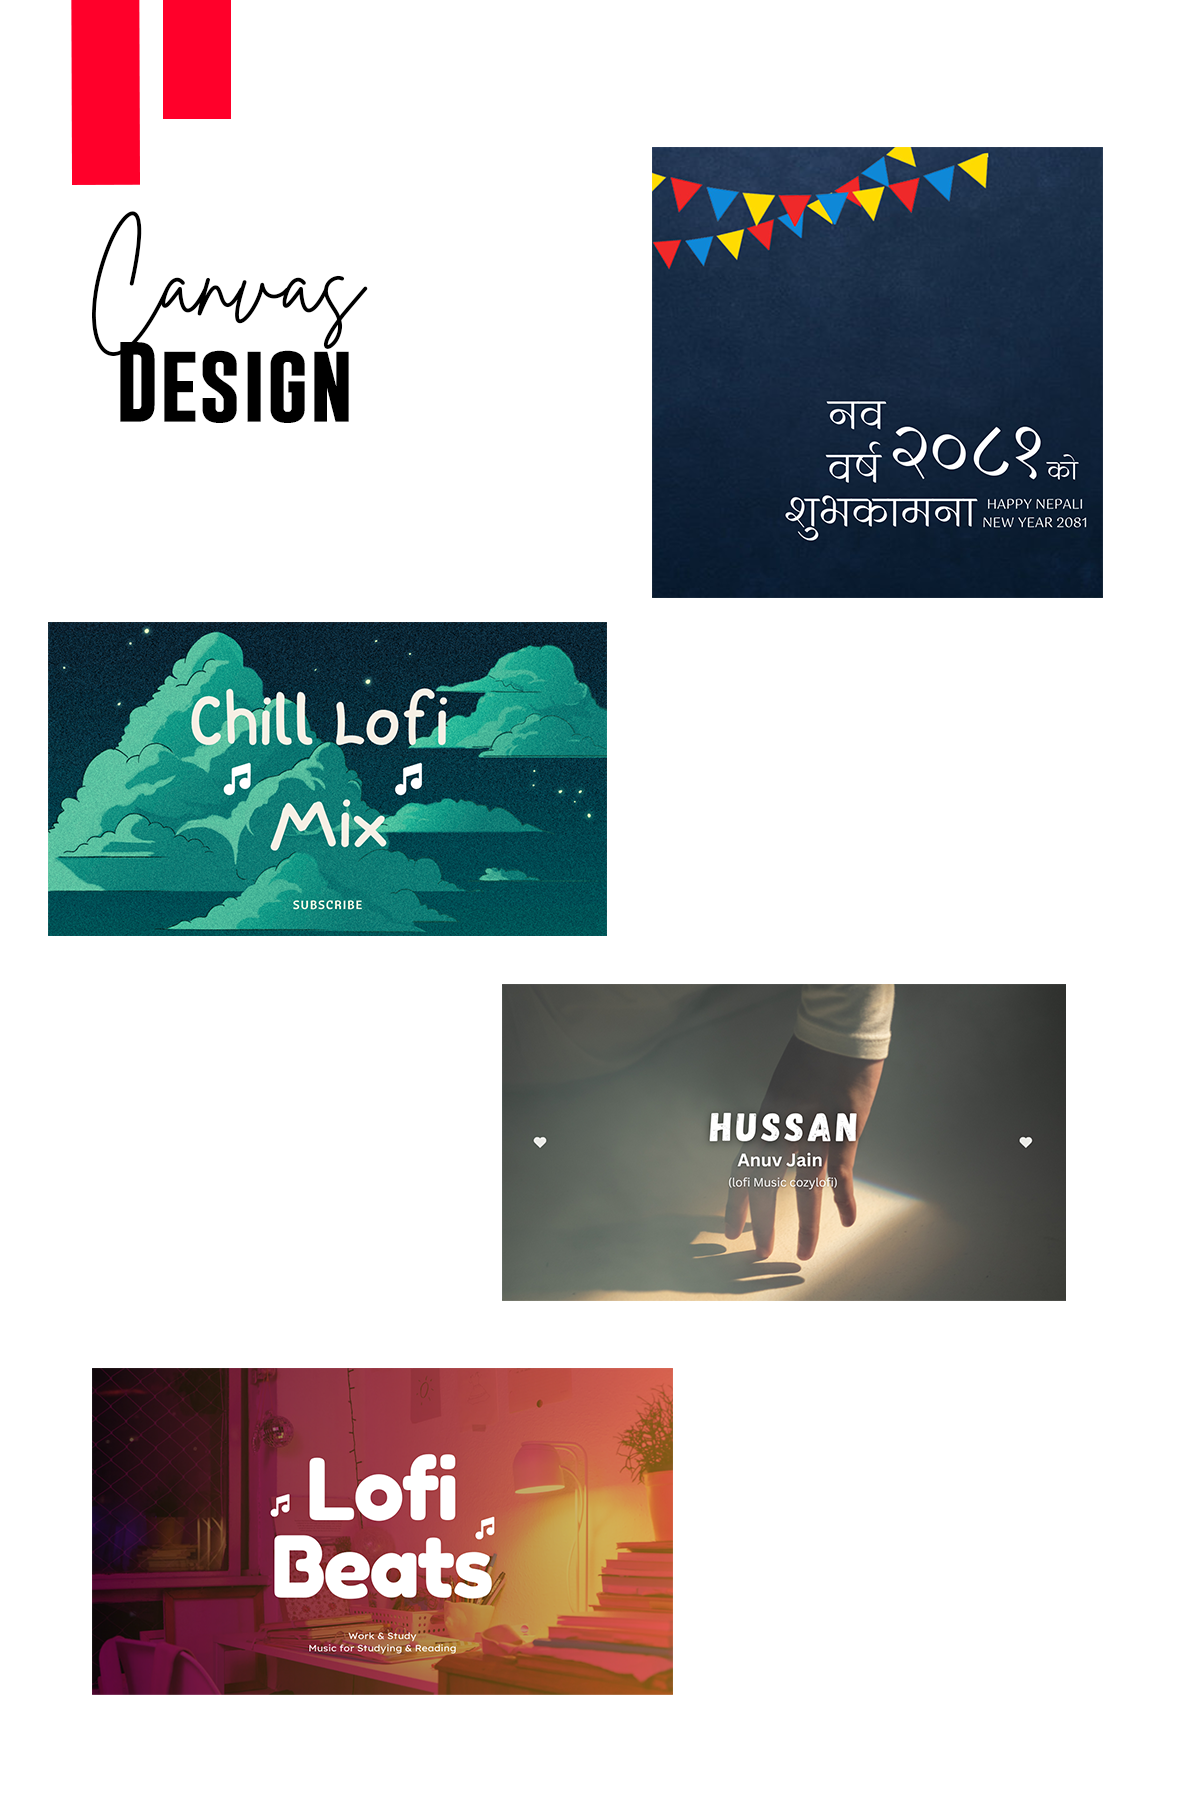 Canvas
DESIGN
नव
वर्ष २०८१ को
शुभकामना
HAPPY NEPALI
NEW YEAR 2081
Chill Lofi
Mix
SUBSCRIBE
HUSSAN
Anuv Jain
(lofi Music cozylofi)
Lofi
Beats
Work & Study
Music for Studying & Reading